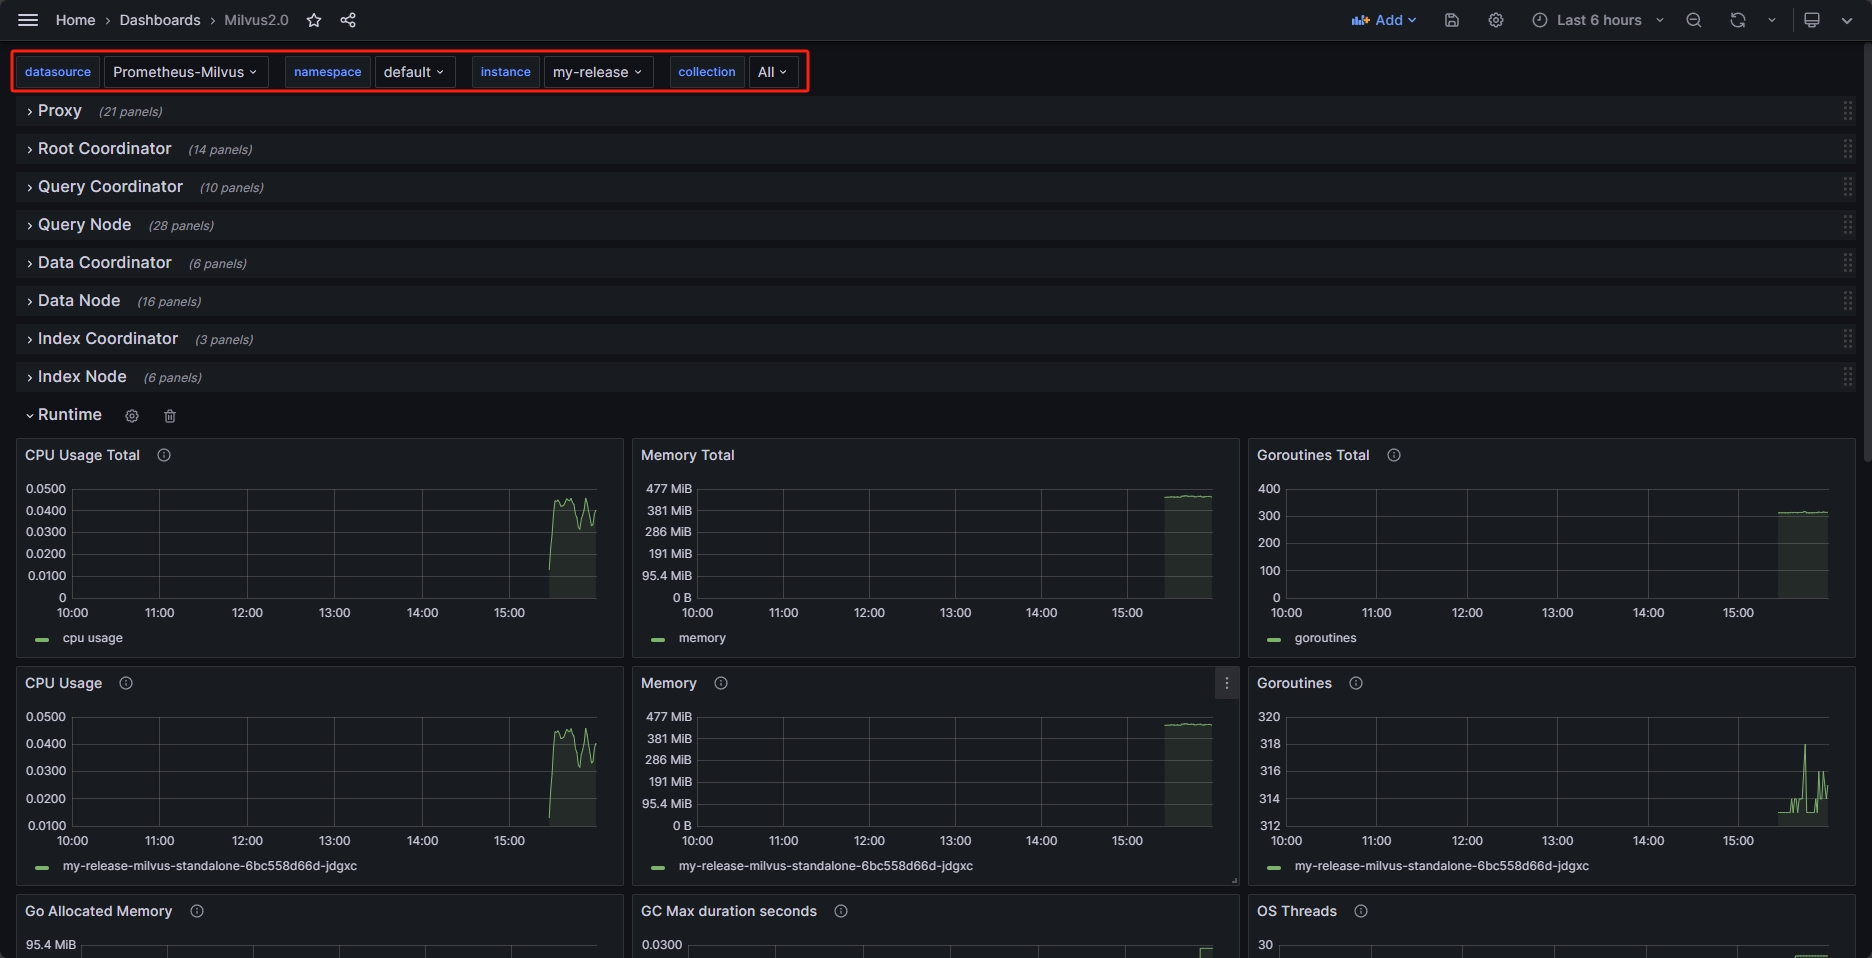 Home › Dashboards › Milvus2.0 Add Last 6 hours
datasource Prometheus-Milvus namespace default instance my-release collection All
Proxy (21 panels)
Root Coordinator (14 panels)
Query Coordinator (10 panels)
Query Node (28 panels)
Data Coordinator (6 panels)
Data Node (16 panels)
Index Coordinator (3 panels)
Index Node (6 panels)
Runtime
CPU Usage Total
0.0500
0.0400
0.0300
0.0200
0.0100
0
10:00 11:00 12:00 13:00 14:00 15:00
cpu usage
Memory Total
477 MiB
381 MiB
286 MiB
191 MiB
95.4 MiB
0 B
10:00 11:00 12:00 13:00 14:00 15:00
memory
Goroutines Total
400
300
200
100
0
10:00 11:00 12:00 13:00 14:00 15:00
goroutines
CPU Usage
0.0500
0.0400
0.0300
0.0200
0.0100
10:00 11:00 12:00 13:00 14:00 15:00
my-release-milvus-standalone-6bc558d66d-jdgxc
Memory
477 MiB
381 MiB
286 MiB
191 MiB
95.4 MiB
0 B
10:00 11:00 12:00 13:00 14:00 15:00
my-release-milvus-standalone-6bc558d66d-jdgxc
Goroutines
320
318
316
314
312
10:00 11:00 12:00 13:00 14:00 15:00
my-release-milvus-standalone-6bc558d66d-jdgxc
Go Allocated Memory
95.4 MiB
GC Max duration seconds
0.0300
OS Threads
30